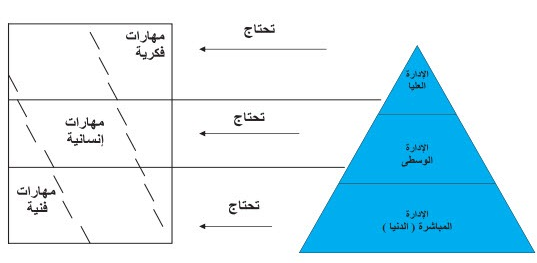 مهارات
فكرية
تحتاج
الإدارة
العليا
مهارات
إنسانية
تحتاج
الإدارة
الوسطى
مهارات
فنية
تحتاج
الإدارة
المباشرة ( الدنيا )